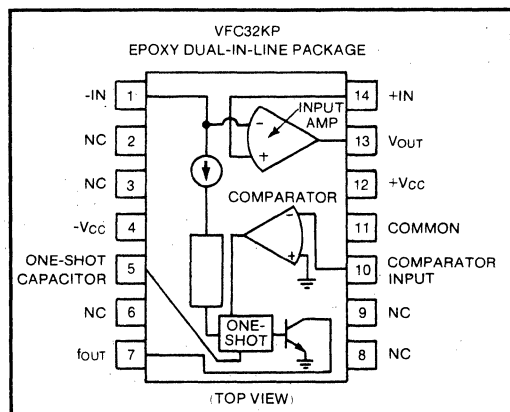 VFC32KP
EPOXY DUAL-IN-LINE PACKAGE
-IN 1
14 +IN
INPUT
AMP
-
+
NC 2
13 VOUT
NC 3
12 +VCC
COMPARATOR
-VCC 4
11 COMMON
-
+
ONE-SHOT
CAPACITOR
5
10 COMPARATOR
INPUT
NC 6
9 NC
ONE-
SHOT
fOUT 7
8 NC
(TOP VIEW)